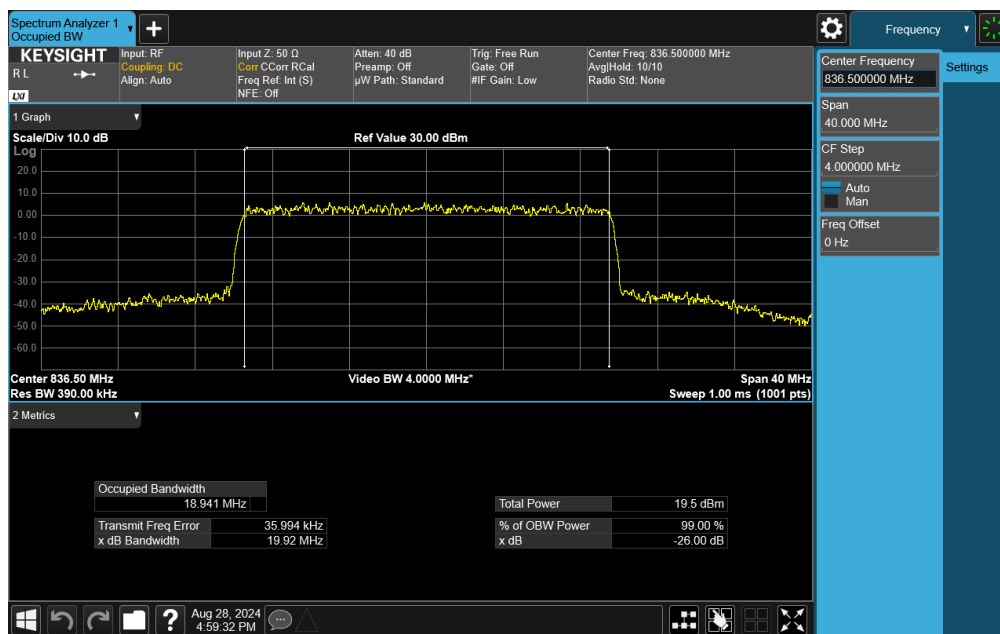 Spectrum Analyzer 1
Occupied BW
Frequency
KEYSIGHT
R L
LXI
Input: RF
Coupling: DC
Align: Auto
Input Z: 50 Ω
Corr CCorr RCal
Freq Ref: Int (S)
NFE: Off
Atten: 40 dB
Preamp: Off
µW Path: Standard
Trig: Free Run
Gate: Off
#IF Gain: Low
Center Freq: 836.500000 MHz
Avg|Hold: 10/10
Radio Std: None
Center Frequency
836.500000 MHz
Settings
Span
40.000 MHz
CF Step
4.000000 MHz
Auto
Man
Freq Offset
0 Hz
1 Graph
Scale/Div 10.0 dB
Ref Value 30.00 dBm
Log
20.0
10.0
0.00
-10.0
-20.0
-30.0
-40.0
-50.0
-60.0
Center 836.50 MHz
Video BW 4.0000 MHz*
Span 40 MHz
Res BW 390.00 kHz
Sweep 1.00 ms (1001 pts)
2 Metrics
Occupied Bandwidth
18.941 MHz
Transmit Freq Error 35.994 kHz
x dB Bandwidth 19.92 MHz
Total Power 19.5 dBm
% of OBW Power 99.00 %
x dB -26.00 dB
?
Aug 28, 2024
4:59:32 PM